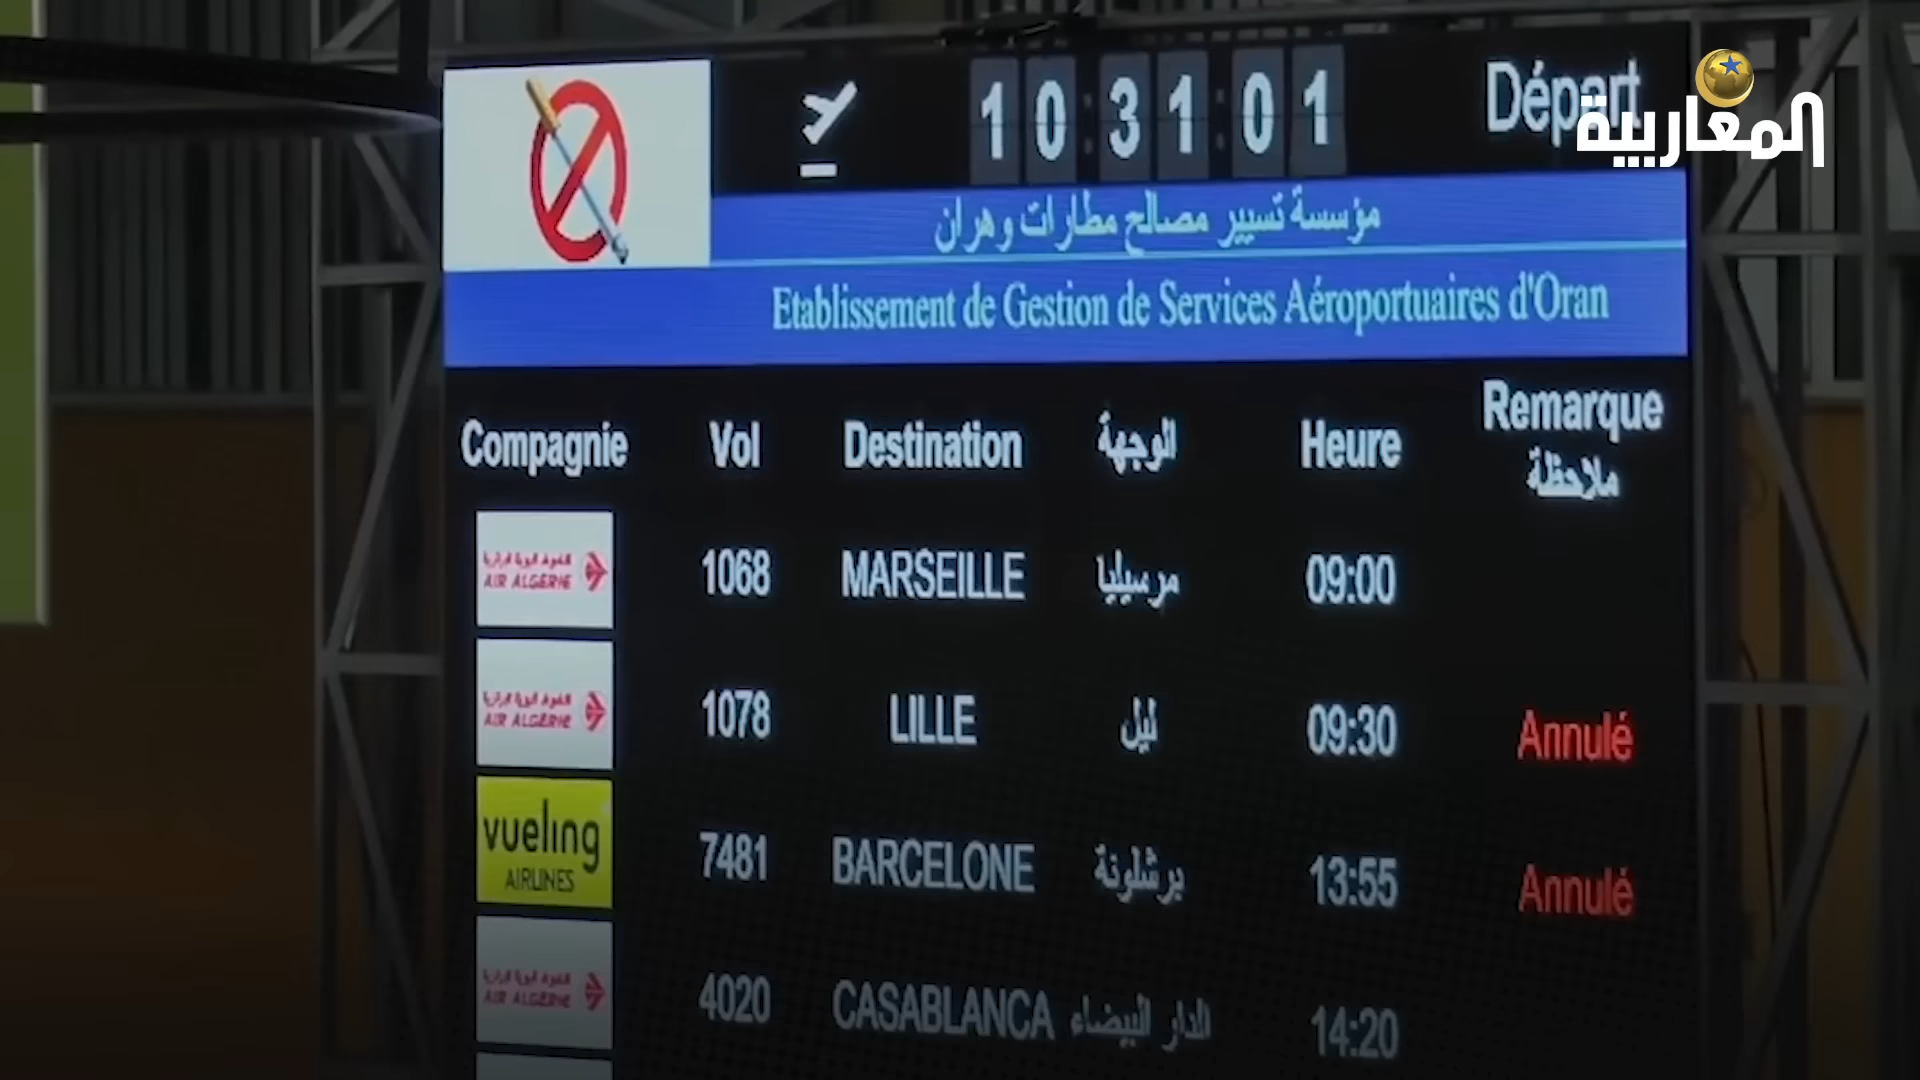 10:31:01
Départ
المغاربية
مؤسسة تسيير مصالح مطارات وهران
Etablissement de Gestion de Services Aéroportuaires d'Oran
Compagnie Vol Destination الوجهة Heure Remarque
ملاحظة
AIR ALGERIE 1068 MARSEILLE مرسيليا 09:00
AIR ALGERIE 1078 LILLE ليل 09:30 Annulé
vueling
AIRLINES 7481 BARCELONE برشلونة 13:55 Annulé
AIR ALGERIE 4020 CASABLANCA الدار البيضاء 14:20